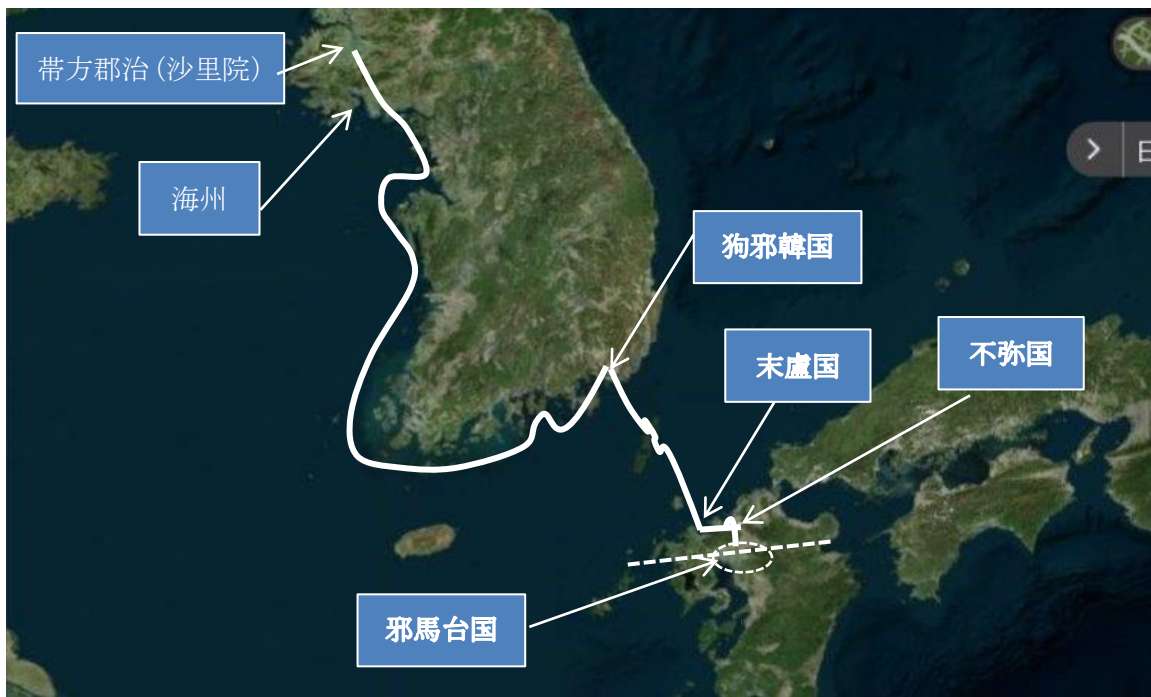 帯方郡治(沙里院)
海州
狗邪韓国
末盧国
不弥国
邪馬台国